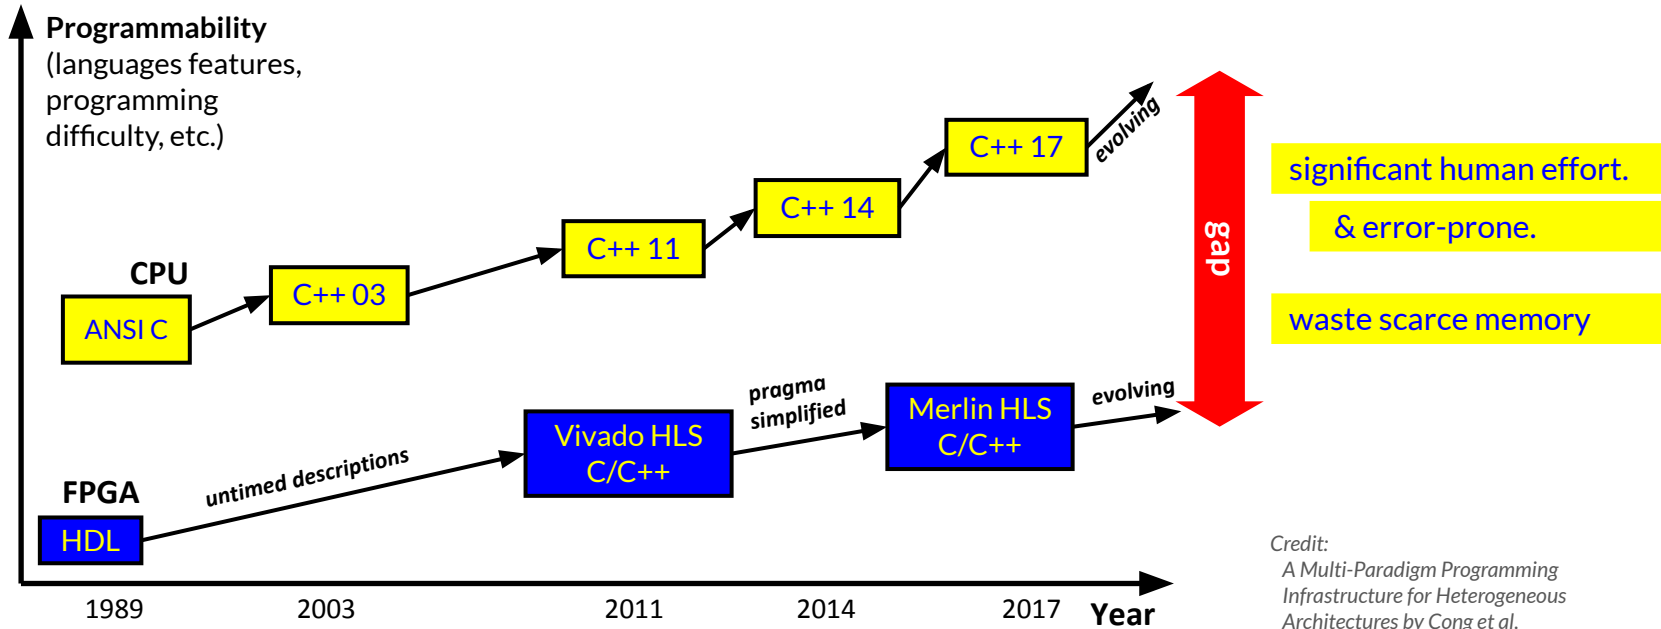 Programmability
(languages features,
programming
difficulty, etc.)
evolving
C++ 17
significant human effort.
C++ 14
& error-prone.
C++ 11
gap
CPU
C++ 03
ANSI C
waste scarce memory
pragma
simplified
evolving
Merlin HLS
C/C++
Vivado HLS
C/C++
untimed descriptions
FPGA
HDL
Credit:
A Multi-Paradigm Programming
Infrastructure for Heterogeneous
Architectures by Cong et al.
1989
2003
2011
2014
2017
Year